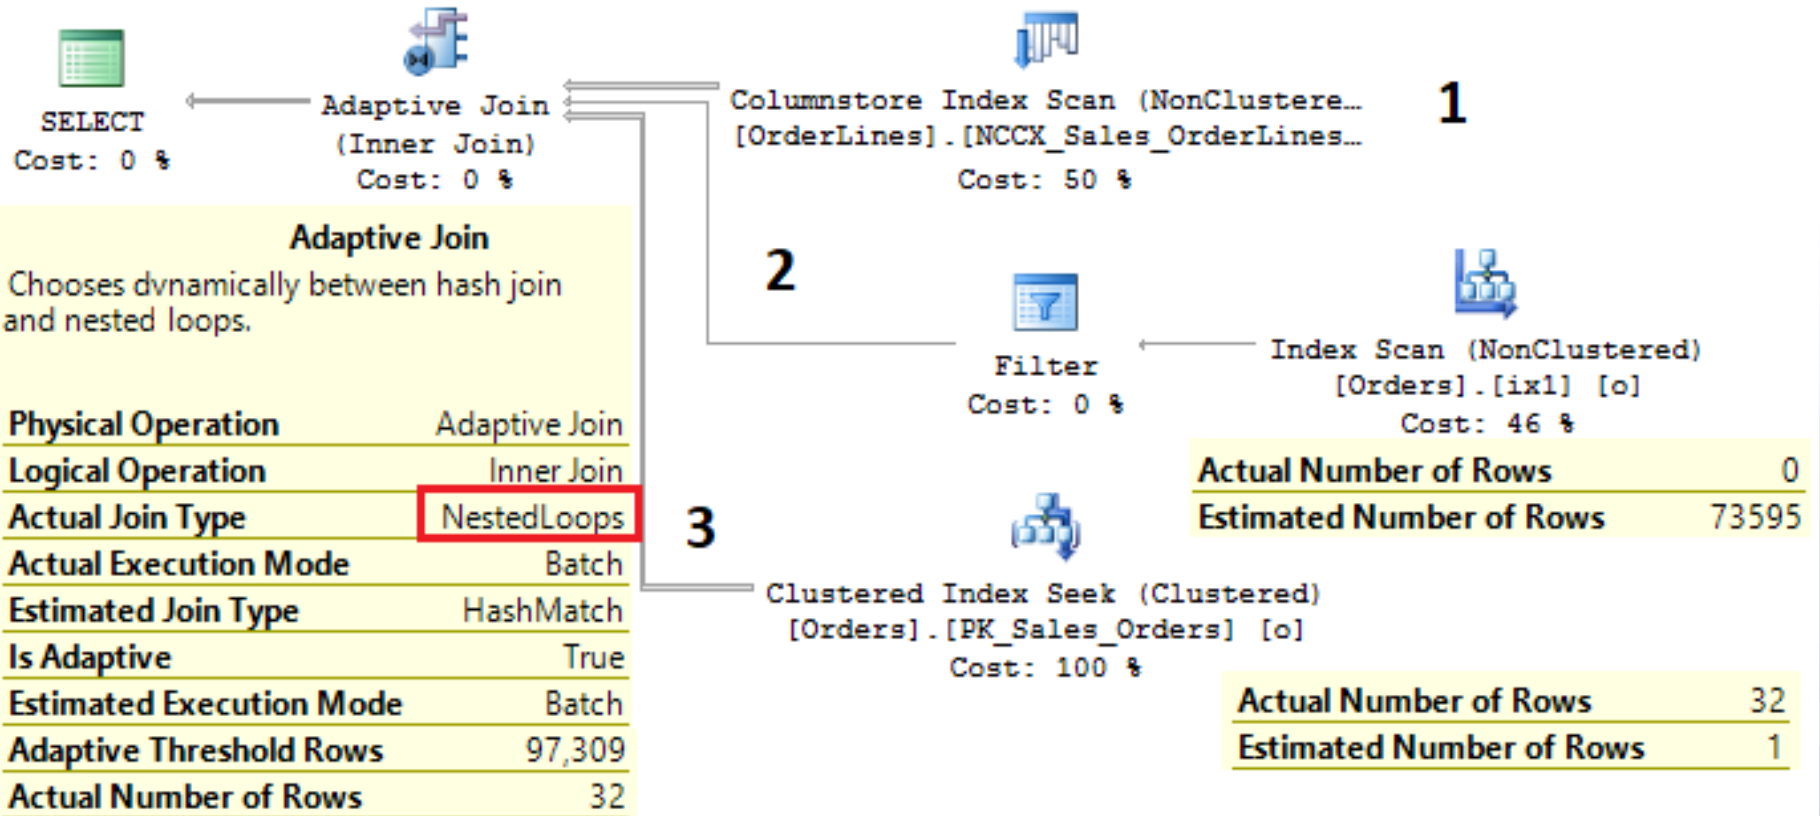 SELECT
Cost: 0 %
Adaptive Join
(Inner Join)
Cost: 0 %
Columnstore Index Scan (NonClustere…
[OrderLines].[NCCX_Sales_OrderLines…
Cost: 50 %
1
2
Filter
Cost: 0 %
Index Scan (NonClustered)
[Orders].[ix1] [o]
Cost: 46 %
Actual Number of Rows 0
Estimated Number of Rows 73595
3
Clustered Index Seek (Clustered)
[Orders].[PK_Sales_Orders] [o]
Cost: 100 %
Actual Number of Rows 32
Estimated Number of Rows 1
Adaptive Join
Chooses dynamically between hash join
and nested loops.
Physical Operation Adaptive Join
Logical Operation Inner Join
Actual Join Type NestedLoops
Actual Execution Mode Batch
Estimated Join Type HashMatch
Is Adaptive True
Estimated Execution Mode Batch
Adaptive Threshold Rows 97,309
Actual Number of Rows 32